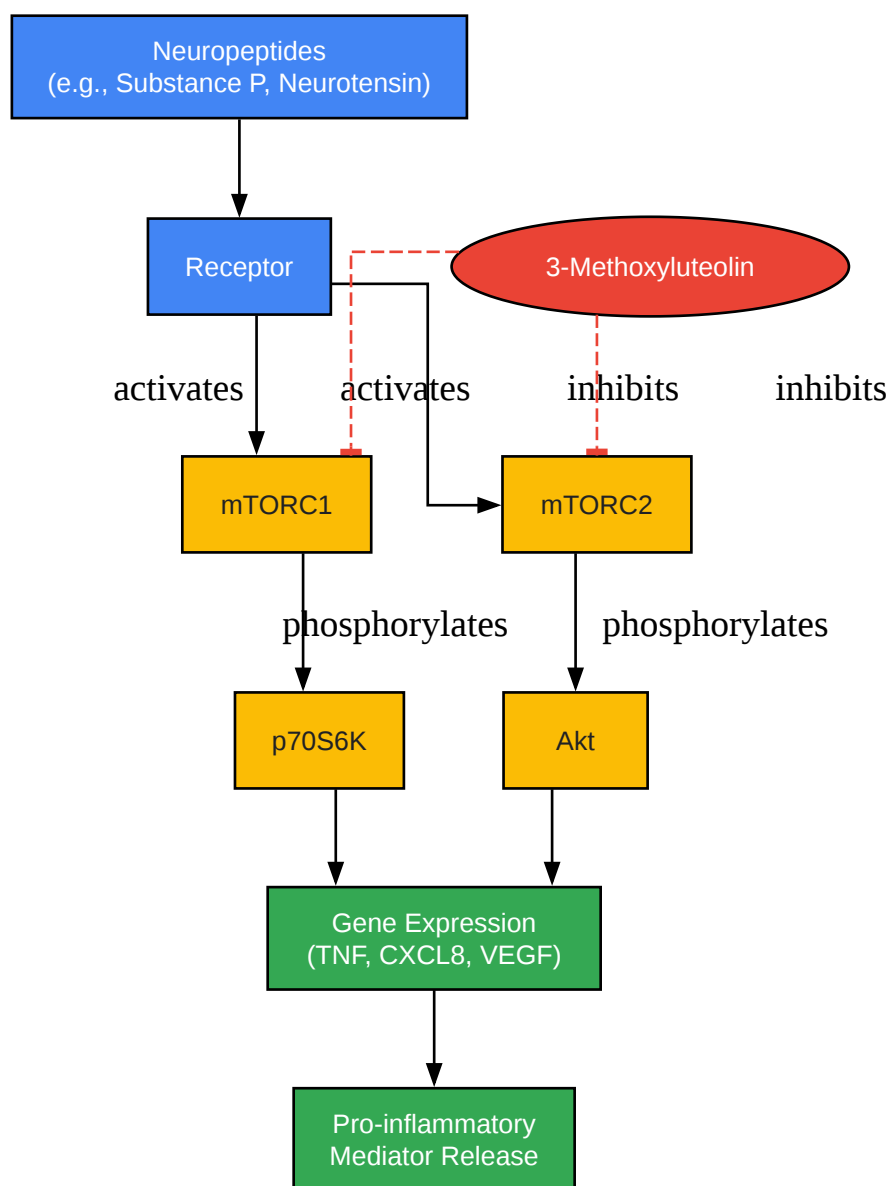 Neuropeptides
(e.g., Substance P, Neurotensin)
Receptor
3-Methoxyluteolin
activates
activates
inhibits
inhibits
mTORC1
mTORC2
phosphorylates
phosphorylates
p70S6K
Akt
Gene Expression
(TNF, CXCL8, VEGF)
Pro-inflammatory
Mediator Release